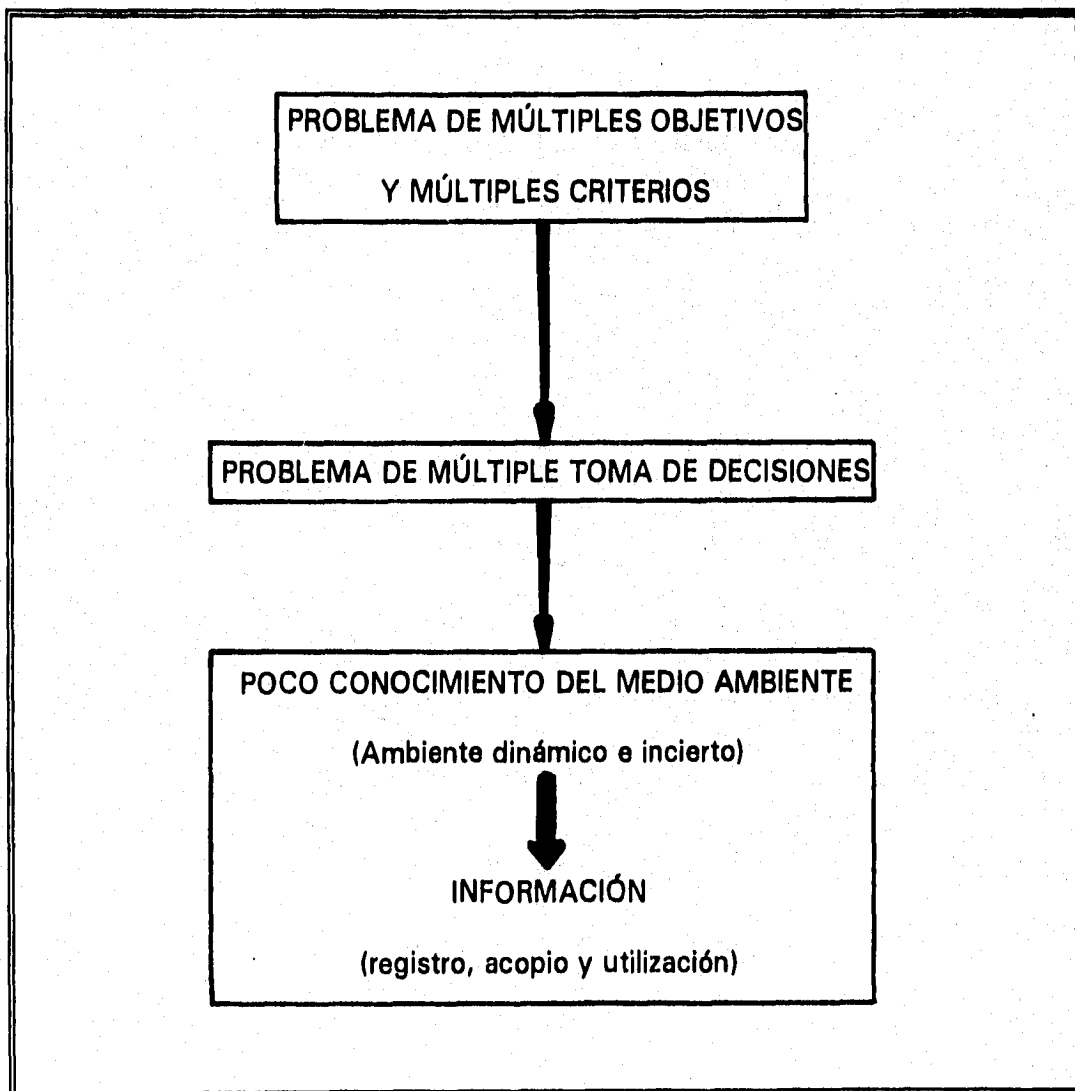 PROBLEMA DE MÚLTIPLES OBJETIVOS
Y MÚLTIPLES CRITERIOS
PROBLEMA DE MÚLTIPLE TOMA DE DECISIONES
POCO CONOCIMIENTO DEL MEDIO AMBIENTE
(Ambiente dinámico e incierto)
INFORMACIÓN
(registro, acopio y utilización)